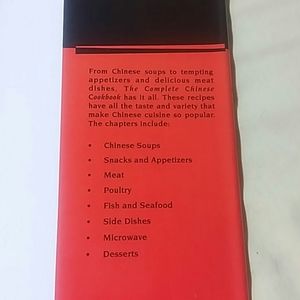 From Chinese soups to tempting
appetizers and delicious meat
dishes, The Complete Chinese
Cookbook has it all. These recipes
have all the taste and variety that
make Chinese cuisine so popular.
The chapters include:
• Chinese Soups
• Snacks and Appetizers
• Meat
• Poultry
• Fish and Seafood
• Side Dishes
• Microwave
• Desserts